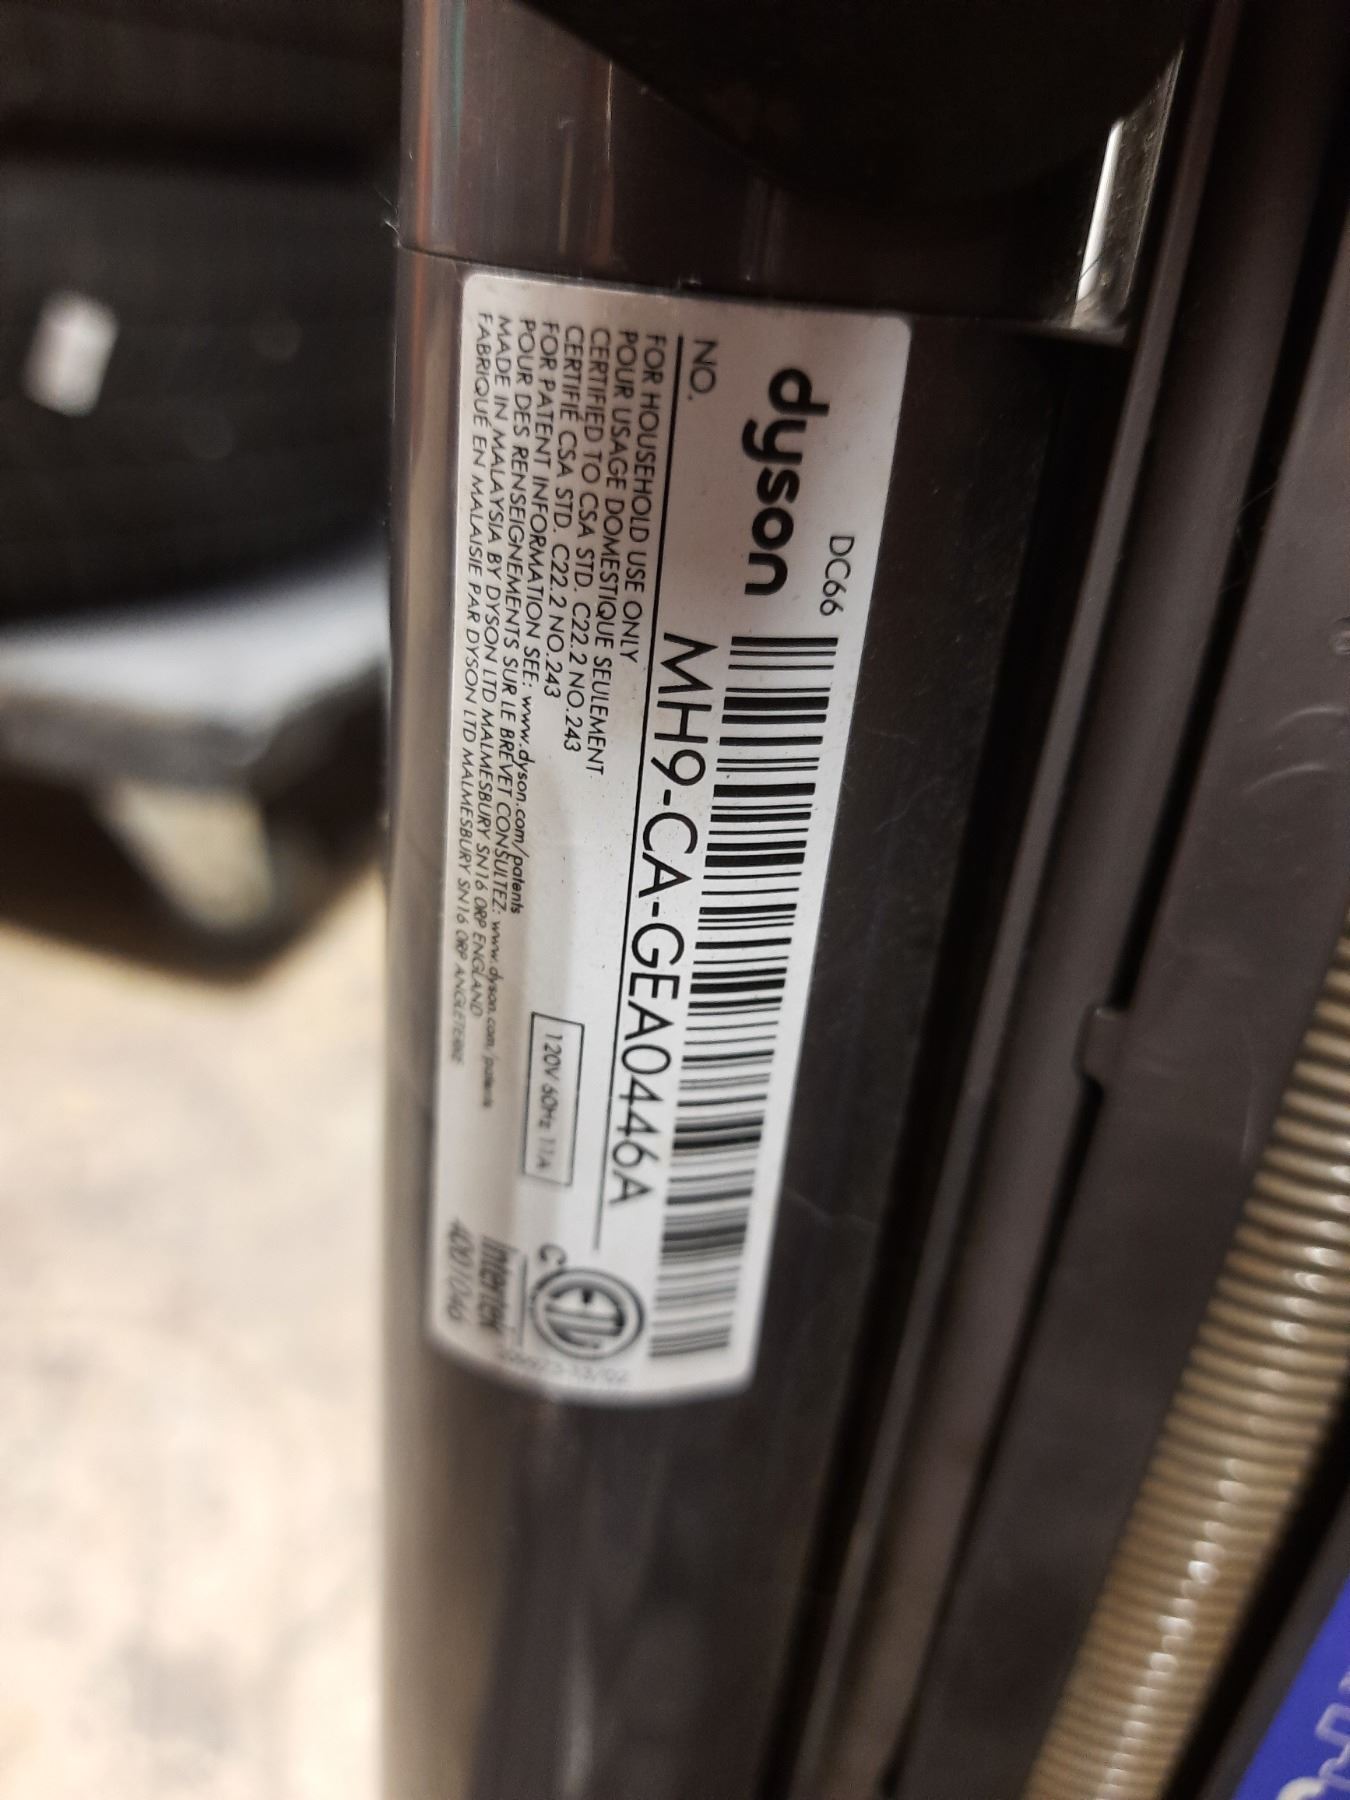 dyson DC66
NO. MH9-CA-GEA0446A
FOR HOUSEHOLD USE ONLY
POUR USAGE DOMESTIQUE SEULEMENT
CERTIFIED TO CSA STD. C22.2 NO.243
CERTIFIÉ CSA STD. C22.2 NO.243
FOR PATENT INFORMATION SEE: www.dyson.com/patents
POUR DES RENSEIGNEMENTS SUR LE BREVET CONSULTEZ: www.dyson.com/patents
MADE IN MALAYSIA BY DYSON LTD MALMESBURY SN16 0RP ENGLAND
FABRIQUÉ EN MALAISIE PAR DYSON LTD MALMESBURY SN16 0RP ANGLETERRE
120V 60Hz 11A
C ETL
Intertek
4001046